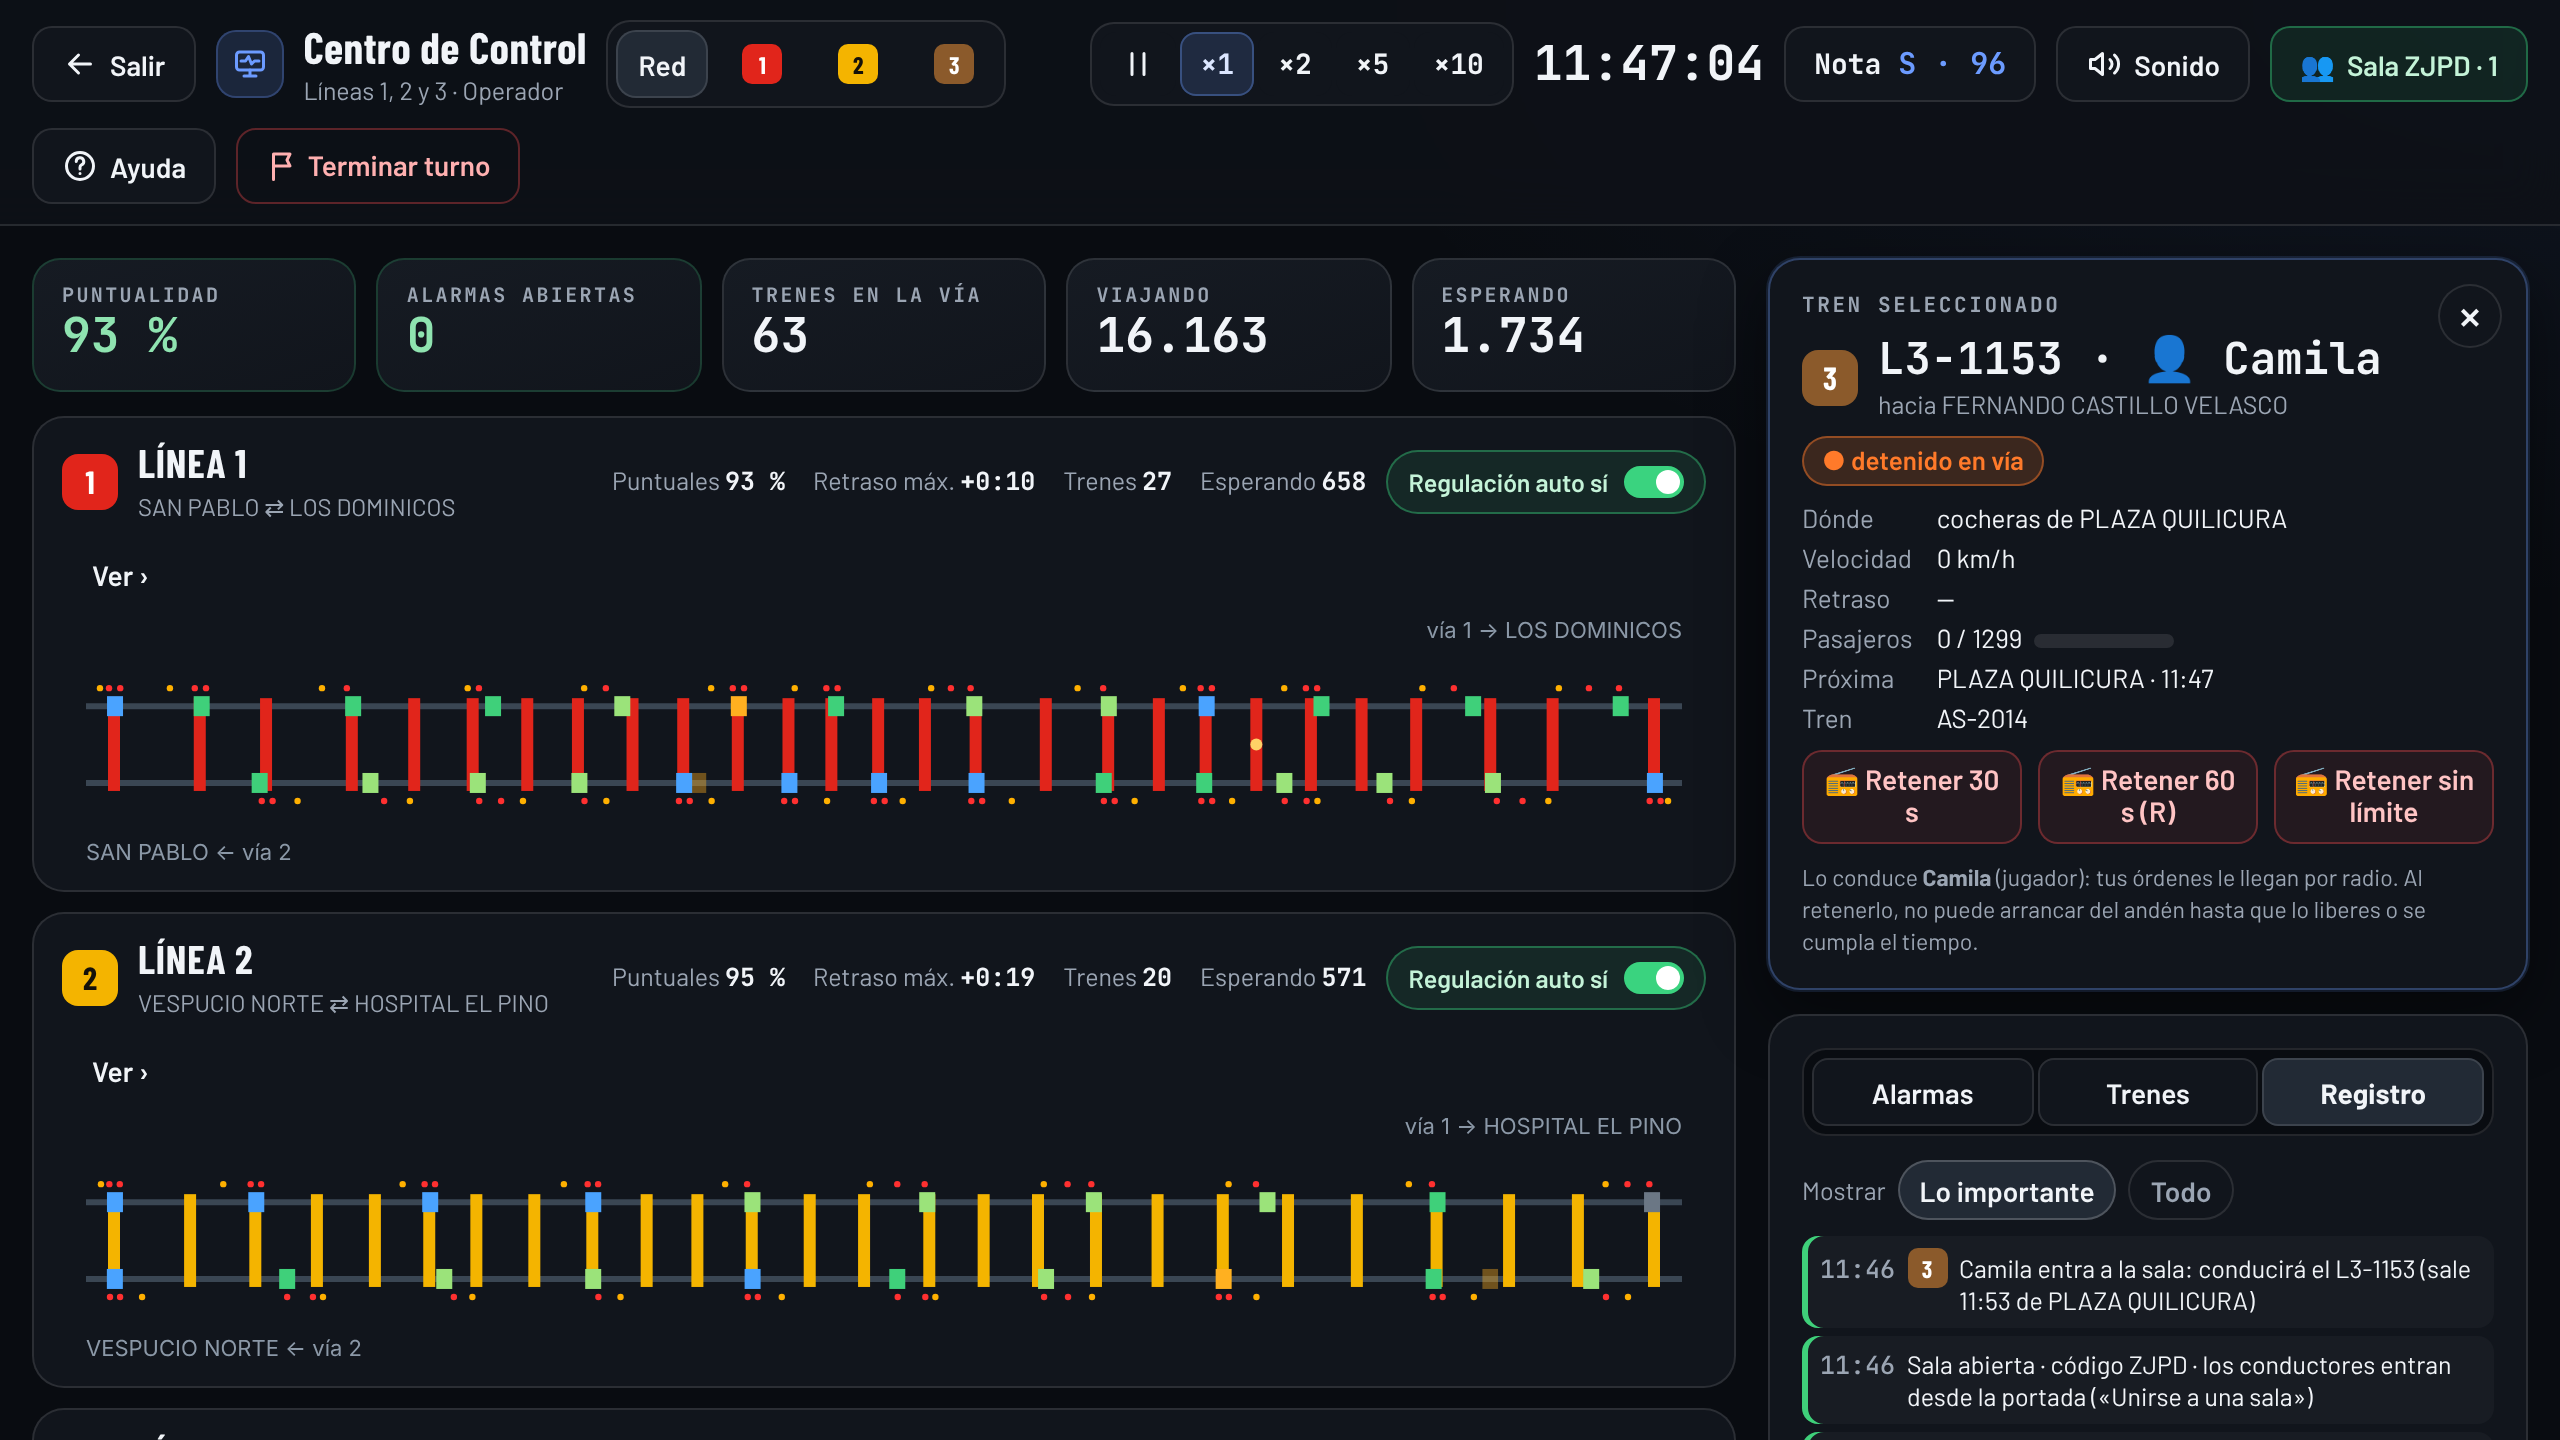 Salir
Centro de Control
Líneas 1, 2 y 3 · Operador
Red
1
2
3
×1
×2
×5
×10
11:47:04
Nota S · 96
Sonido
Sala ZJPD · 1
Ayuda
Terminar turno
PUNTUALIDAD
93 %
ALARMAS ABIERTAS
0
TRENES EN LA VÍA
63
VIAJANDO
16.163
ESPERANDO
1.734
1
LÍNEA 1
SAN PABLO ⇄ LOS DOMINICOS
Puntuales 93 %
Retraso máx. +0:10
Trenes 27
Esperando 658
Regulación auto sí
Ver ›
vía 1 → LOS DOMINICOS
SAN PABLO ← vía 2
2
LÍNEA 2
VESPUCIO NORTE ⇄ HOSPITAL EL PINO
Puntuales 95 %
Retraso máx. +0:19
Trenes 20
Esperando 571
Regulación auto sí
Ver ›
vía 1 → HOSPITAL EL PINO
VESPUCIO NORTE ← vía 2
TREN SELECCIONADO
3
L3-1153 · 👤 Camila
hacia FERNANDO CASTILLO VELASCO
detenido en vía
Dónde cocheras de PLAZA QUILICURA
Velocidad 0 km/h
Retraso —
Pasajeros 0 / 1299
Próxima PLAZA QUILICURA · 11:47
Tren AS-2014
📻 Retener 30
s
📻 Retener 60
s (R)
📻 Retener sin
límite
Lo conduce Camila (jugador): tus órdenes le llegan por radio. Al
retenerlo, no puede arrancar del andén hasta que lo liberes o se
cumpla el tiempo.
Alarmas
Trenes
Registro
Mostrar
Lo importante
Todo
11:46 3 Camila entra a la sala: conducirá el L3-1153 (sale
11:53 de PLAZA QUILICURA)
11:46 Sala abierta · código ZJPD · los conductores entran
desde la portada («Unirse a una sala»)